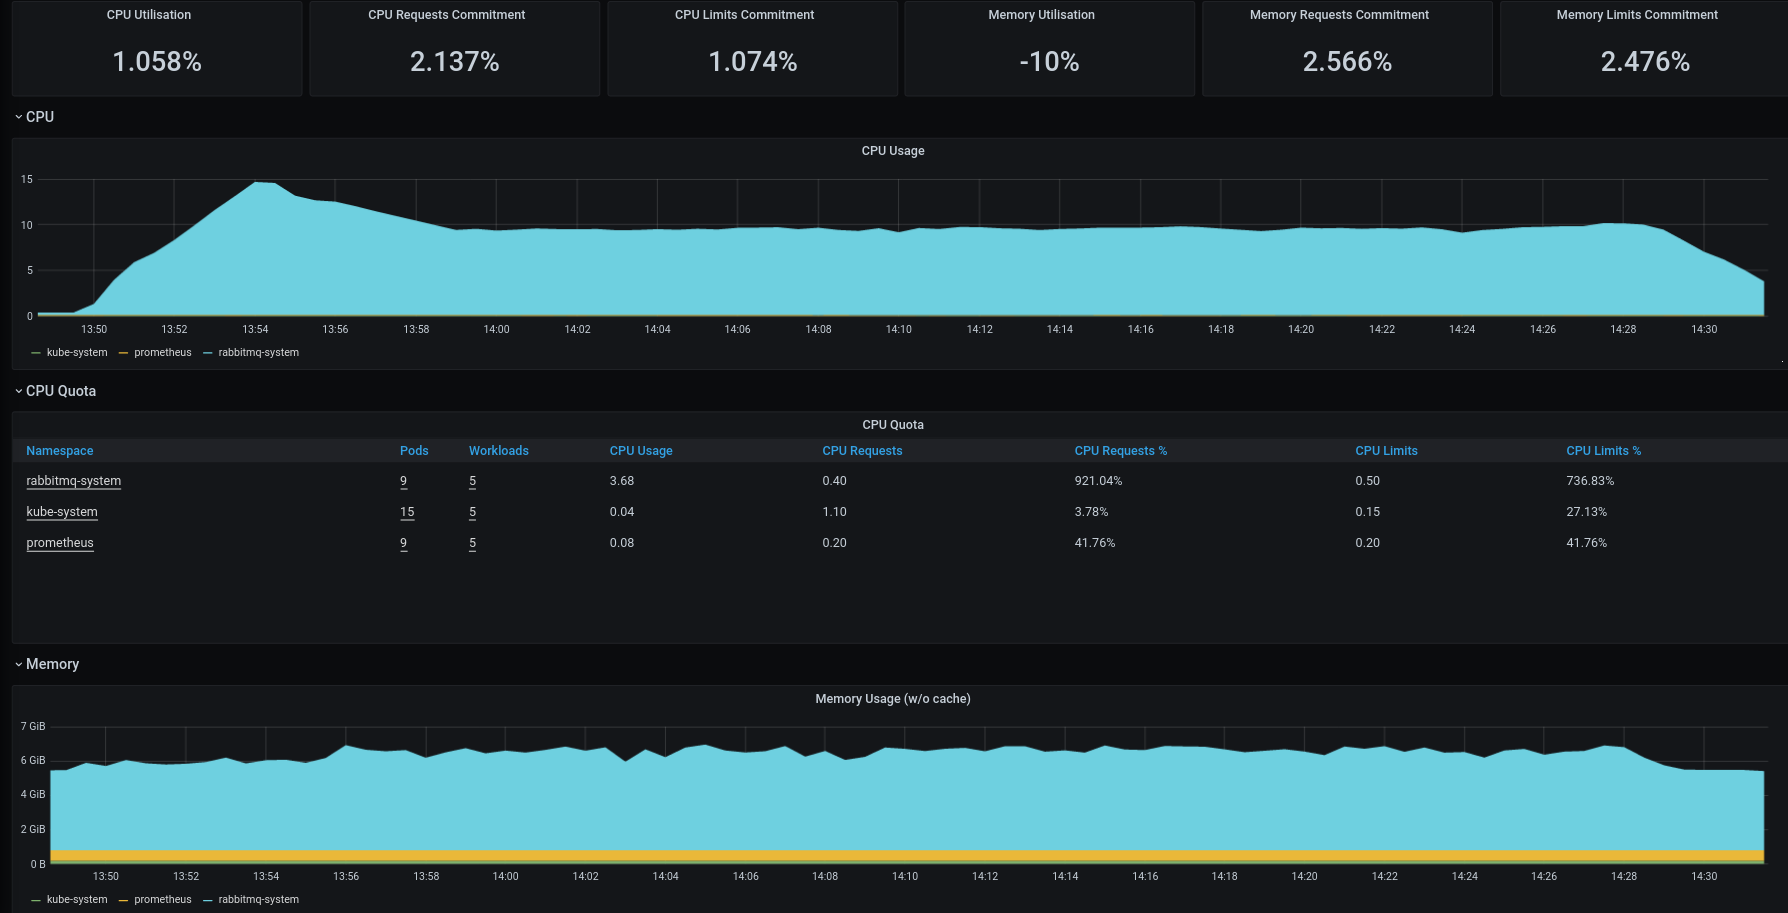 CPU Utilisation CPU Requests Commitment CPU Limits Commitment Memory Utilisation Memory Requests Commitment Memory Limits Commitment
1.058% 2.137% 1.074% -10% 2.566% 2.476%
CPU
CPU Usage
15
10
5
0
13:50 13:52 13:54 13:56 13:58 14:00 14:02 14:04 14:06 14:08 14:10 14:12 14:14 14:16 14:18 14:20 14:22 14:24 14:26 14:28 14:30
kube-system prometheus rabbitmq-system
CPU Quota
CPU Quota
Namespace Pods Workloads CPU Usage CPU Requests CPU Requests % CPU Limits CPU Limits %
rabbitmq-system 9 5 3.68 0.40 921.04% 0.50 736.83%
kube-system 15 5 0.04 1.10 3.78% 0.15 27.13%
prometheus 9 5 0.08 0.20 41.76% 0.20 41.76%
Memory
Memory Usage (w/o cache)
7 GiB
6 GiB
4 GiB
2 GiB
0 B
13:50 13:52 13:54 13:56 13:58 14:00 14:02 14:04 14:06 14:08 14:10 14:12 14:14 14:16 14:18 14:20 14:22 14:24 14:26 14:28 14:30
kube-system prometheus rabbitmq-system